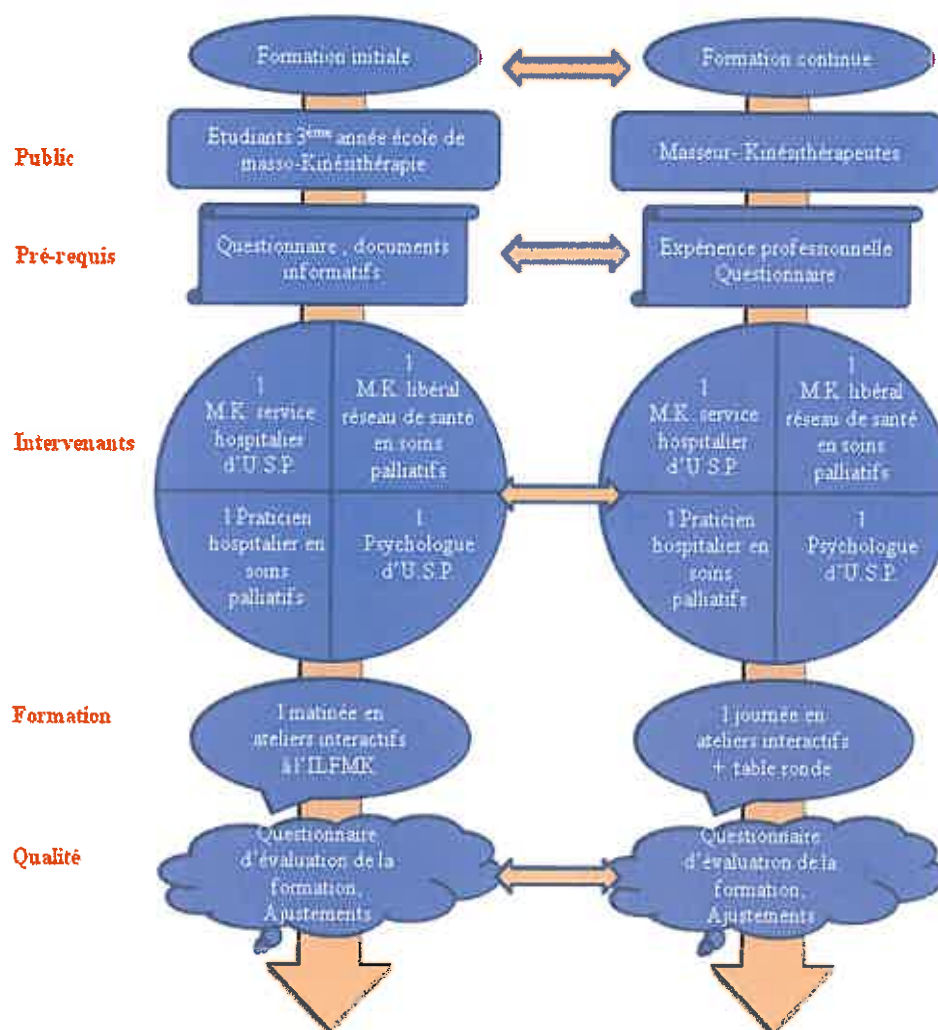 Formation initiale
Formation continue
Public
Etudiants 3ème année école de
masso-Kinésithérapie
Masseur- Kinésithérapeutes
Pré-requis
Questionnaire , documents
informatifs
Expérience professionnelle
Questionnaire
Intervenants
1
M.K. service
hospitalier
d'U.S.P.
1
M.K. libéral
réseau de santé
en soins
palliatifs
1 Praticien
hospitalier en
soins
palliatifs
1
Psychologue
d'U.S.P.
1
M.K. service
hospitalier
d'U.S.P.
1
M.K. libéral
réseau de santé
en soins
palliatifs
1 Praticien
hospitalier en
soins
palliatifs
1
Psychologue
d'U.S.P.
Formation
1 matinée en
ateliers interactifs
à l'ILFMK
1 journée en
ateliers interactifs
+ table ronde
Qualité
Questionnaire
d'évaluation de la
formation,
Ajustements
Questionnaire
d'évaluation de la
formation,
Ajustements